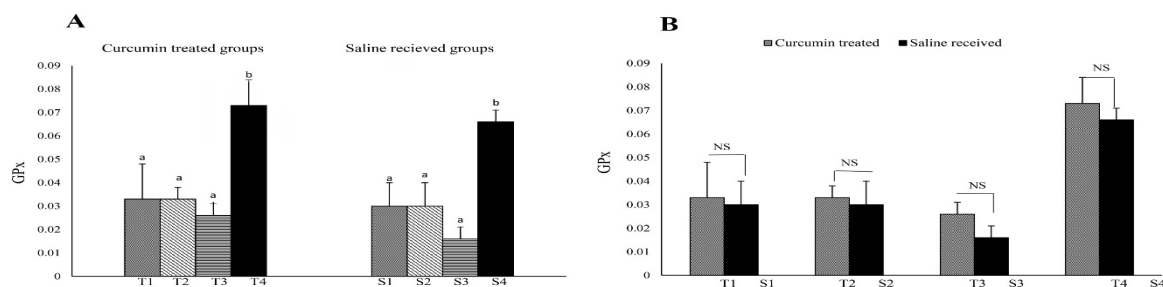 A
Curcumin treated groups
Saline recieved groups
GPx
0.09
0.08
0.07
0.06
0.05
0.04
0.03
0.02
0.01
0
a
a
a
b
a
a
a
b
T1 T2 T3 T4 S1 S2 S3 S4
B
Curcumin treated Saline received
GPx
0.09
0.08
0.07
0.06
0.05
0.04
0.03
0.02
0.01
0
NS
NS
NS
NS
T1 S1 T2 S2 T3 S3 T4 S4